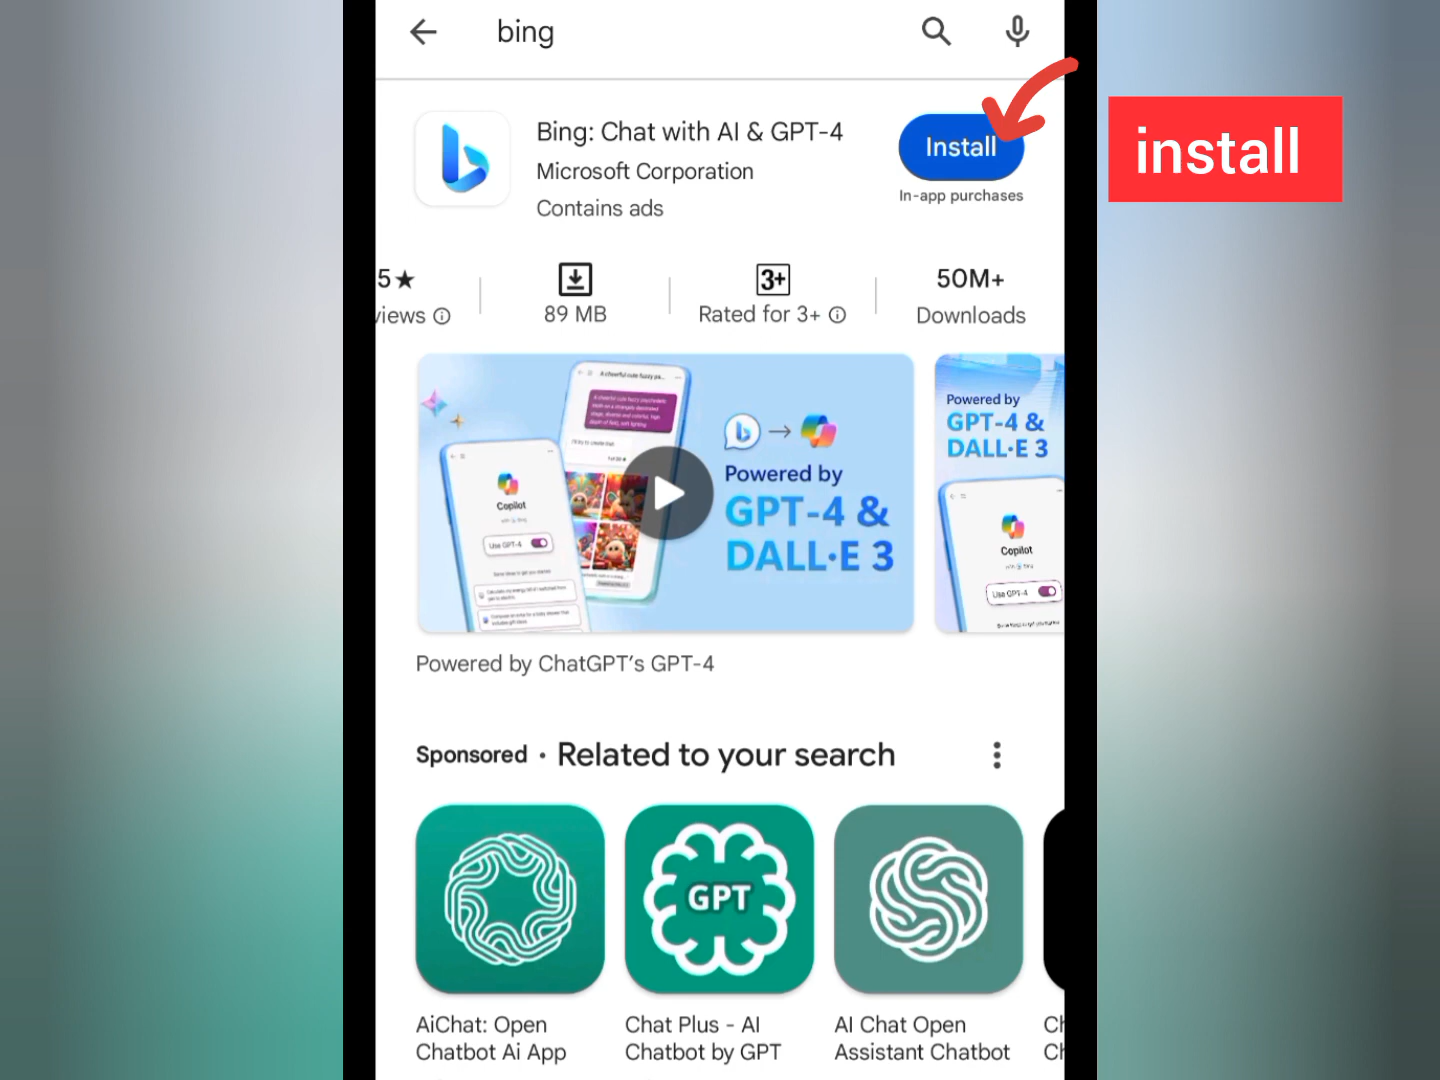 bing
Bing: Chat with AI & GPT-4
Microsoft Corporation
Contains ads
Install
In-app purchases
install
5★
views
89 MB
3+
Rated for 3+
50M+
Downloads
A cheerful cute fuzzy pa...
Copilot
Use GPT-4
Powered by
GPT-4 &
DALL·E 3
Powered by
GPT-4 &
DALL·E 3
Copilot
Use GPT-4
Powered by ChatGPT's GPT-4
Sponsored · Related to your search
GPT
AiChat: Open
Chatbot Ai App
Chat Plus - AI
Chatbot by GPT
AI Chat Open
Assistant Chatbot